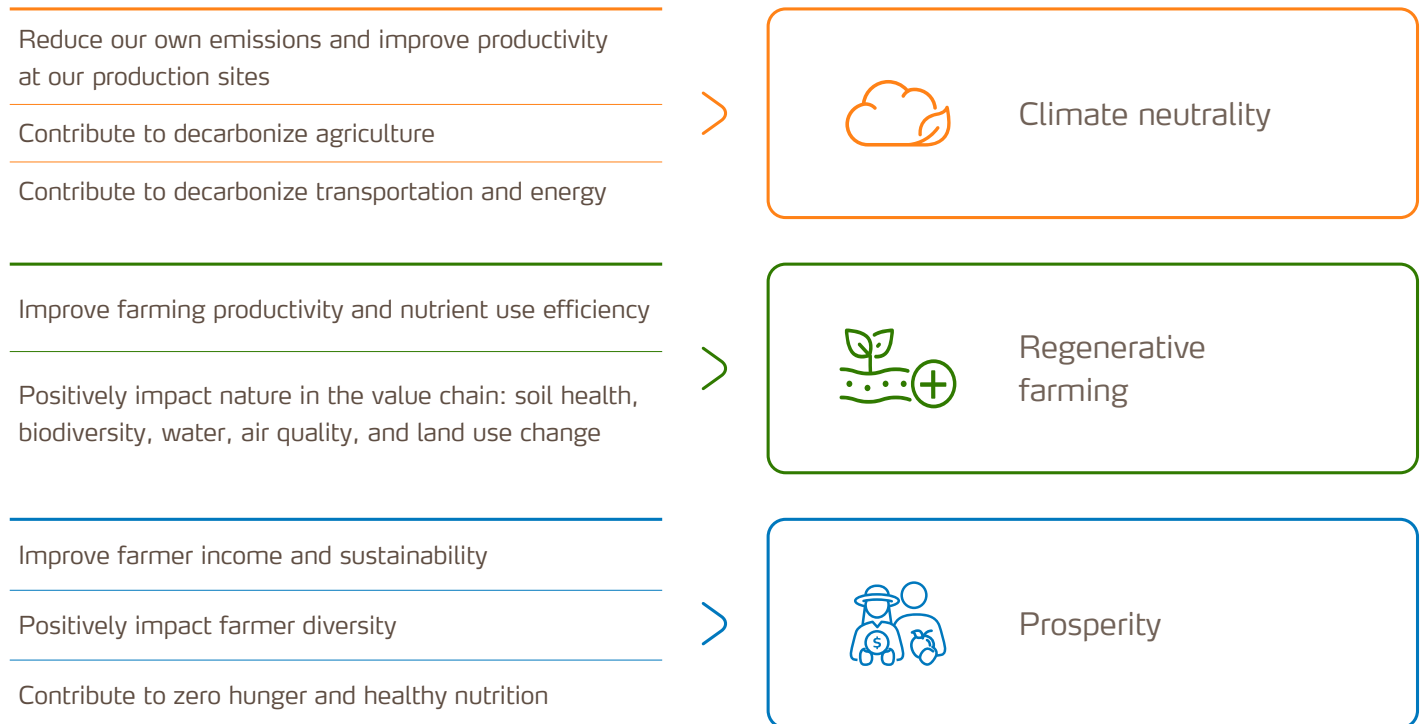 Reduce our own emissions and improve productivity
at our production sites
Contribute to decarbonize agriculture
Contribute to decarbonize transportation and energy
Climate neutrality
Improve farming productivity and nutrient use efficiency
Positively impact nature in the value chain: soil health,
biodiversity, water, air quality, and land use change
Regenerative
farming
Improve farmer income and sustainability
Positively impact farmer diversity
Contribute to zero hunger and healthy nutrition
$
Prosperity